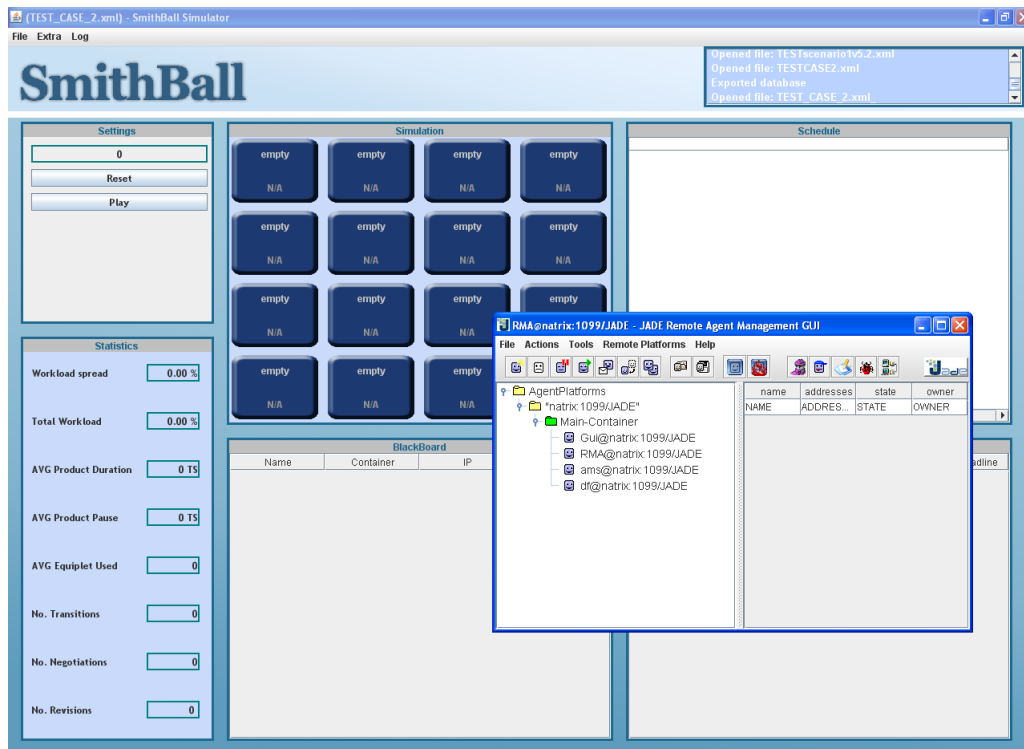 (TEST_CASE_2.xml) - SmithBall Simulator
File Extra Log
SmithBall
Opened file: TESTscenario1v5.2.xml
Opened file: TESTCASE2.xml
Exported database
Opened file: TEST_CASE_2.xml_
Settings
0
Reset
Play
Simulation
empty empty empty empty
N/A N/A N/A N/A
empty empty empty empty
N/A N/A N/A N/A
empty empty empty empty
N/A N/A
empty empty
N/A N/A
Schedule
Statistics
Workload spread 0.00 %
Total Workload 0.00 %
AVG Product Duration 0 TS
AVG Product Pause 0 TS
AVG Equiplet Used 0
No. Transitions 0
No. Negotiations 0
No. Revisions 0
BlackBoard
Name Container IP
adline
RMA@natrix:1099/JADE - JADE Remote Agent Management GUI
File Actions Tools Remote Platforms Help
Jade
AgentPlatforms
"natrix:1099/JADE"
Main-Container
Gui@natrix:1099/JADE
RMA@natrix:1099/JADE
ams@natrix:1099/JADE
df@natrix:1099/JADE
name addresses state owner
NAME ADDRES... STATE OWNER